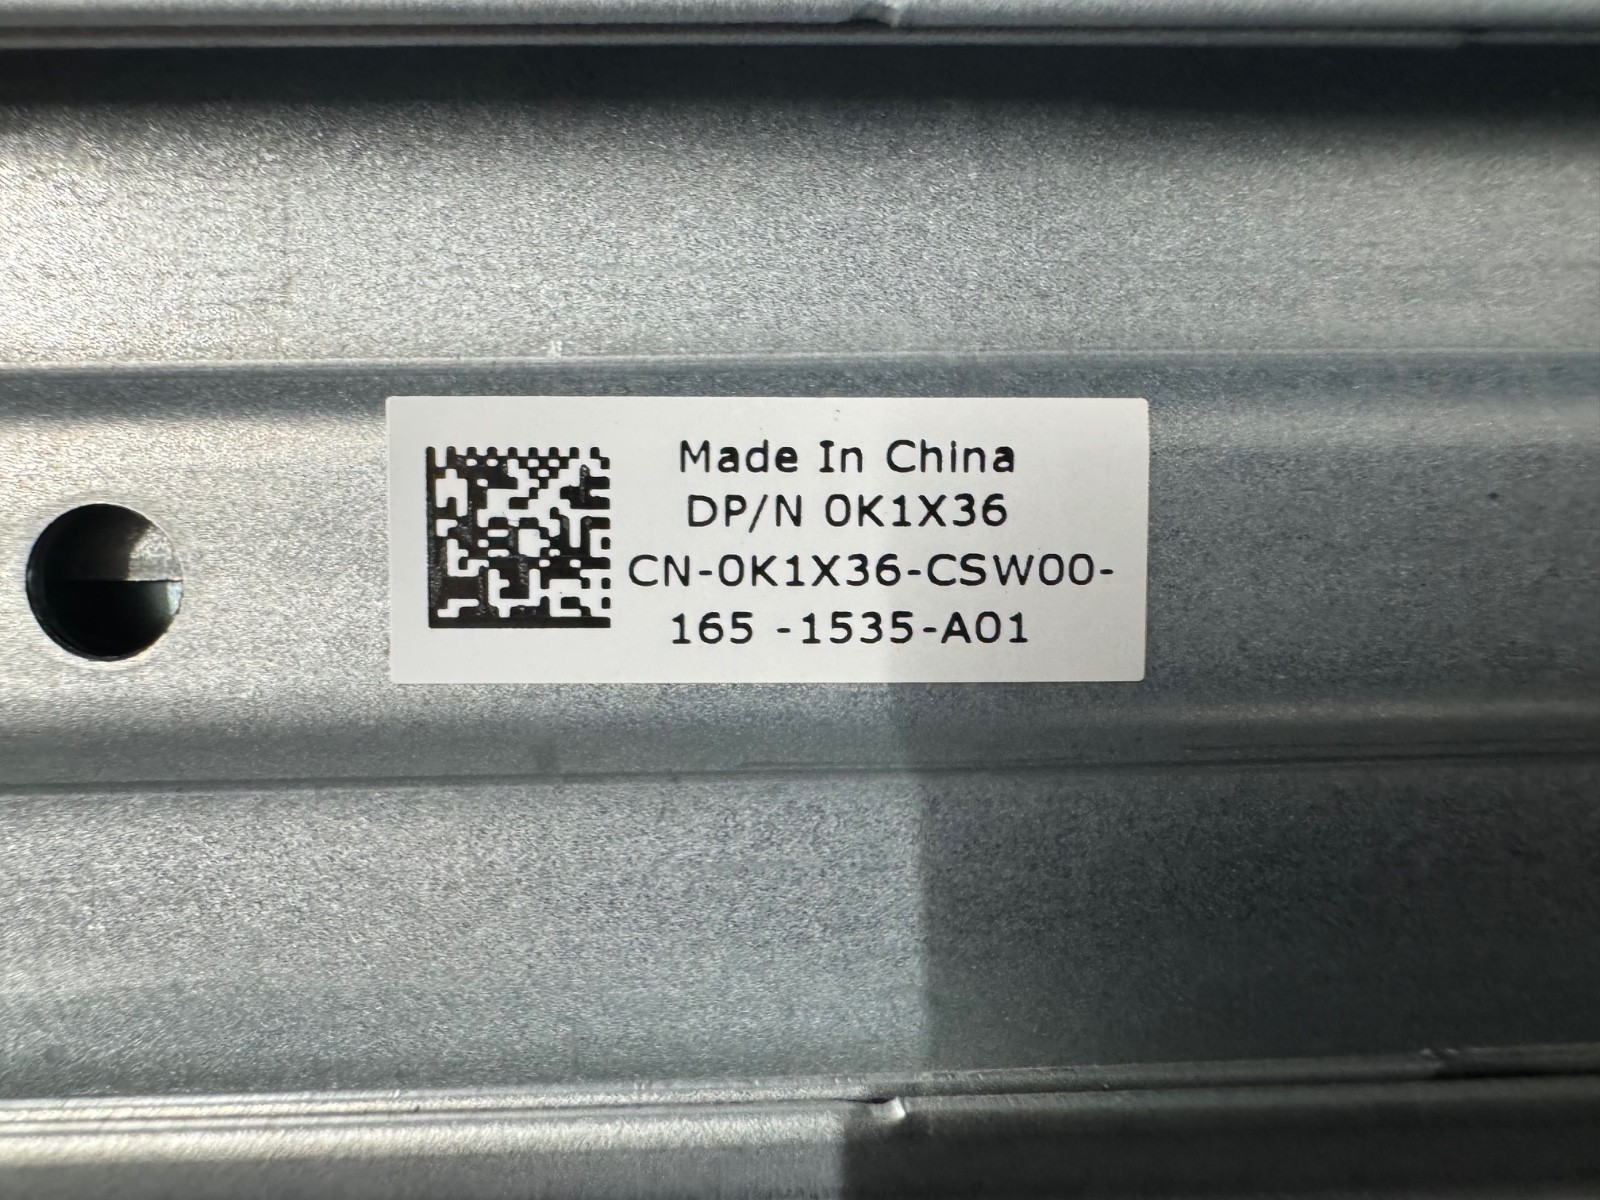 Made In China
DP/N 0K1X36
CN-0K1X36-CSW00-
165 -1535-A01